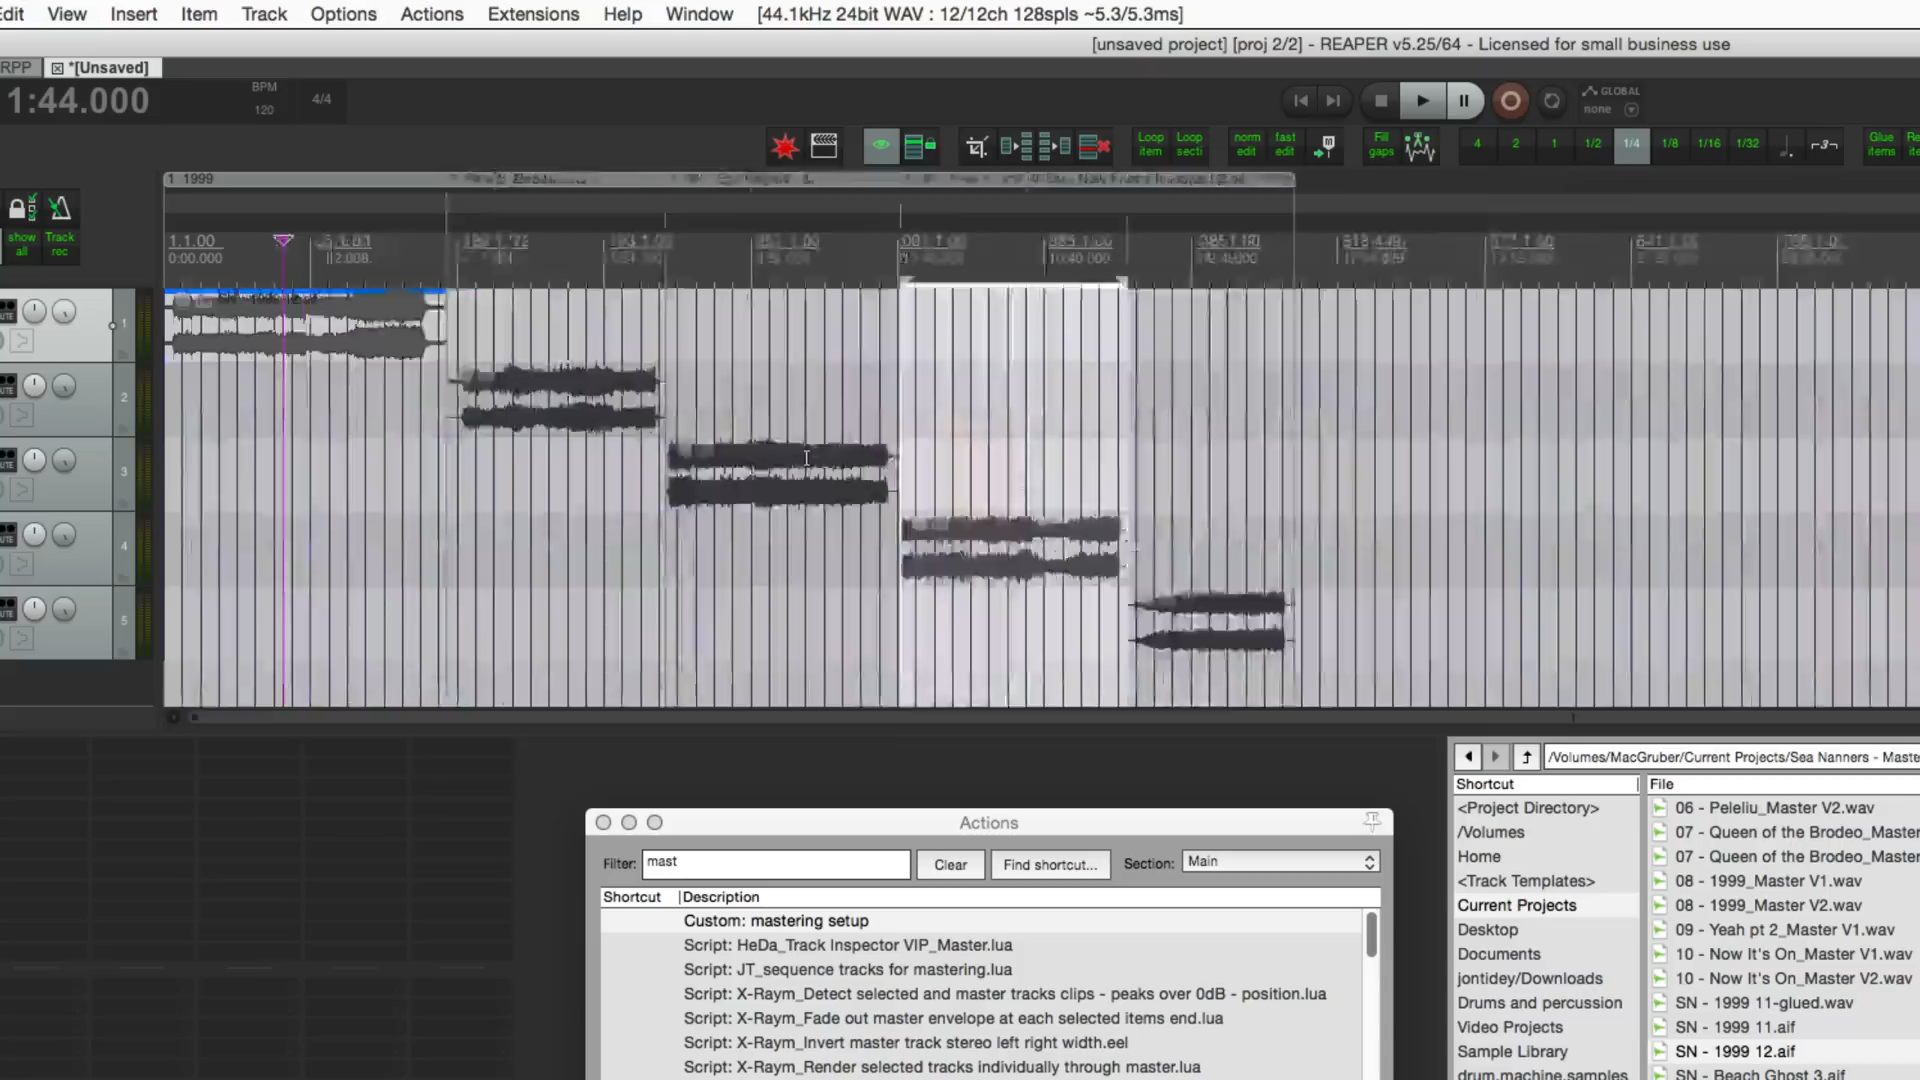 Edit View Insert Item Track Options Actions Extensions Help Window [44.1kHz 24bit WAV : 12/12ch 128spls ~5.3/5.3ms]
[unsaved project] [proj 2/2] - REAPER v5.25/64 - Licensed for small business use
RPP *[Unsaved]
1:44.000
BPM
120
4/4
GLOBAL
none
Loop item
Loop secti
norm edit
fast edit
Fill gaps
4 2 1 1/2 1/4 1/8 1/16 1/32 -3-
Glue items
1 1999
show all
Track rec
1.1.00
0:00.000
1
2
3
4
5
Actions
Filter: mast Clear Find shortcut... Section: Main
Shortcut Description
Custom: mastering setup
Script: HeDa_Track Inspector VIP_Master.lua
Script: JT_sequence tracks for mastering.lua
Script: X-Raym_Detect selected and master tracks clips - peaks over 0dB - position.lua
Script: X-Raym_Fade out master envelope at each selected items end.lua
Script: X-Raym_Invert master track stereo left right width.eel
Script: X-Raym_Render selected tracks individually through master.lua
/Volumes/MacGruber/Current Projects/Sea Nanners - Maste
Shortcut File
<Project Directory> 06 - Peleliu_Master V2.wav
/Volumes 07 - Queen of the Brodeo_Master
Home 07 - Queen of the Brodeo_Master
<Track Templates> 08 - 1999_Master V1.wav
Current Projects 08 - 1999_Master V2.wav
Desktop 09 - Yeah pt 2_Master V1.wav
Documents 10 - Now It's On_Master V1.wav
jontidey/Downloads 10 - Now It's On_Master V2.wav
Drums and percussion SN - 1999 11-glued.wav
Video Projects SN - 1999 11.aif
Sample Library SN - 1999 12.aif
drum.machine.samples SN - Beach Ghost 3.aif